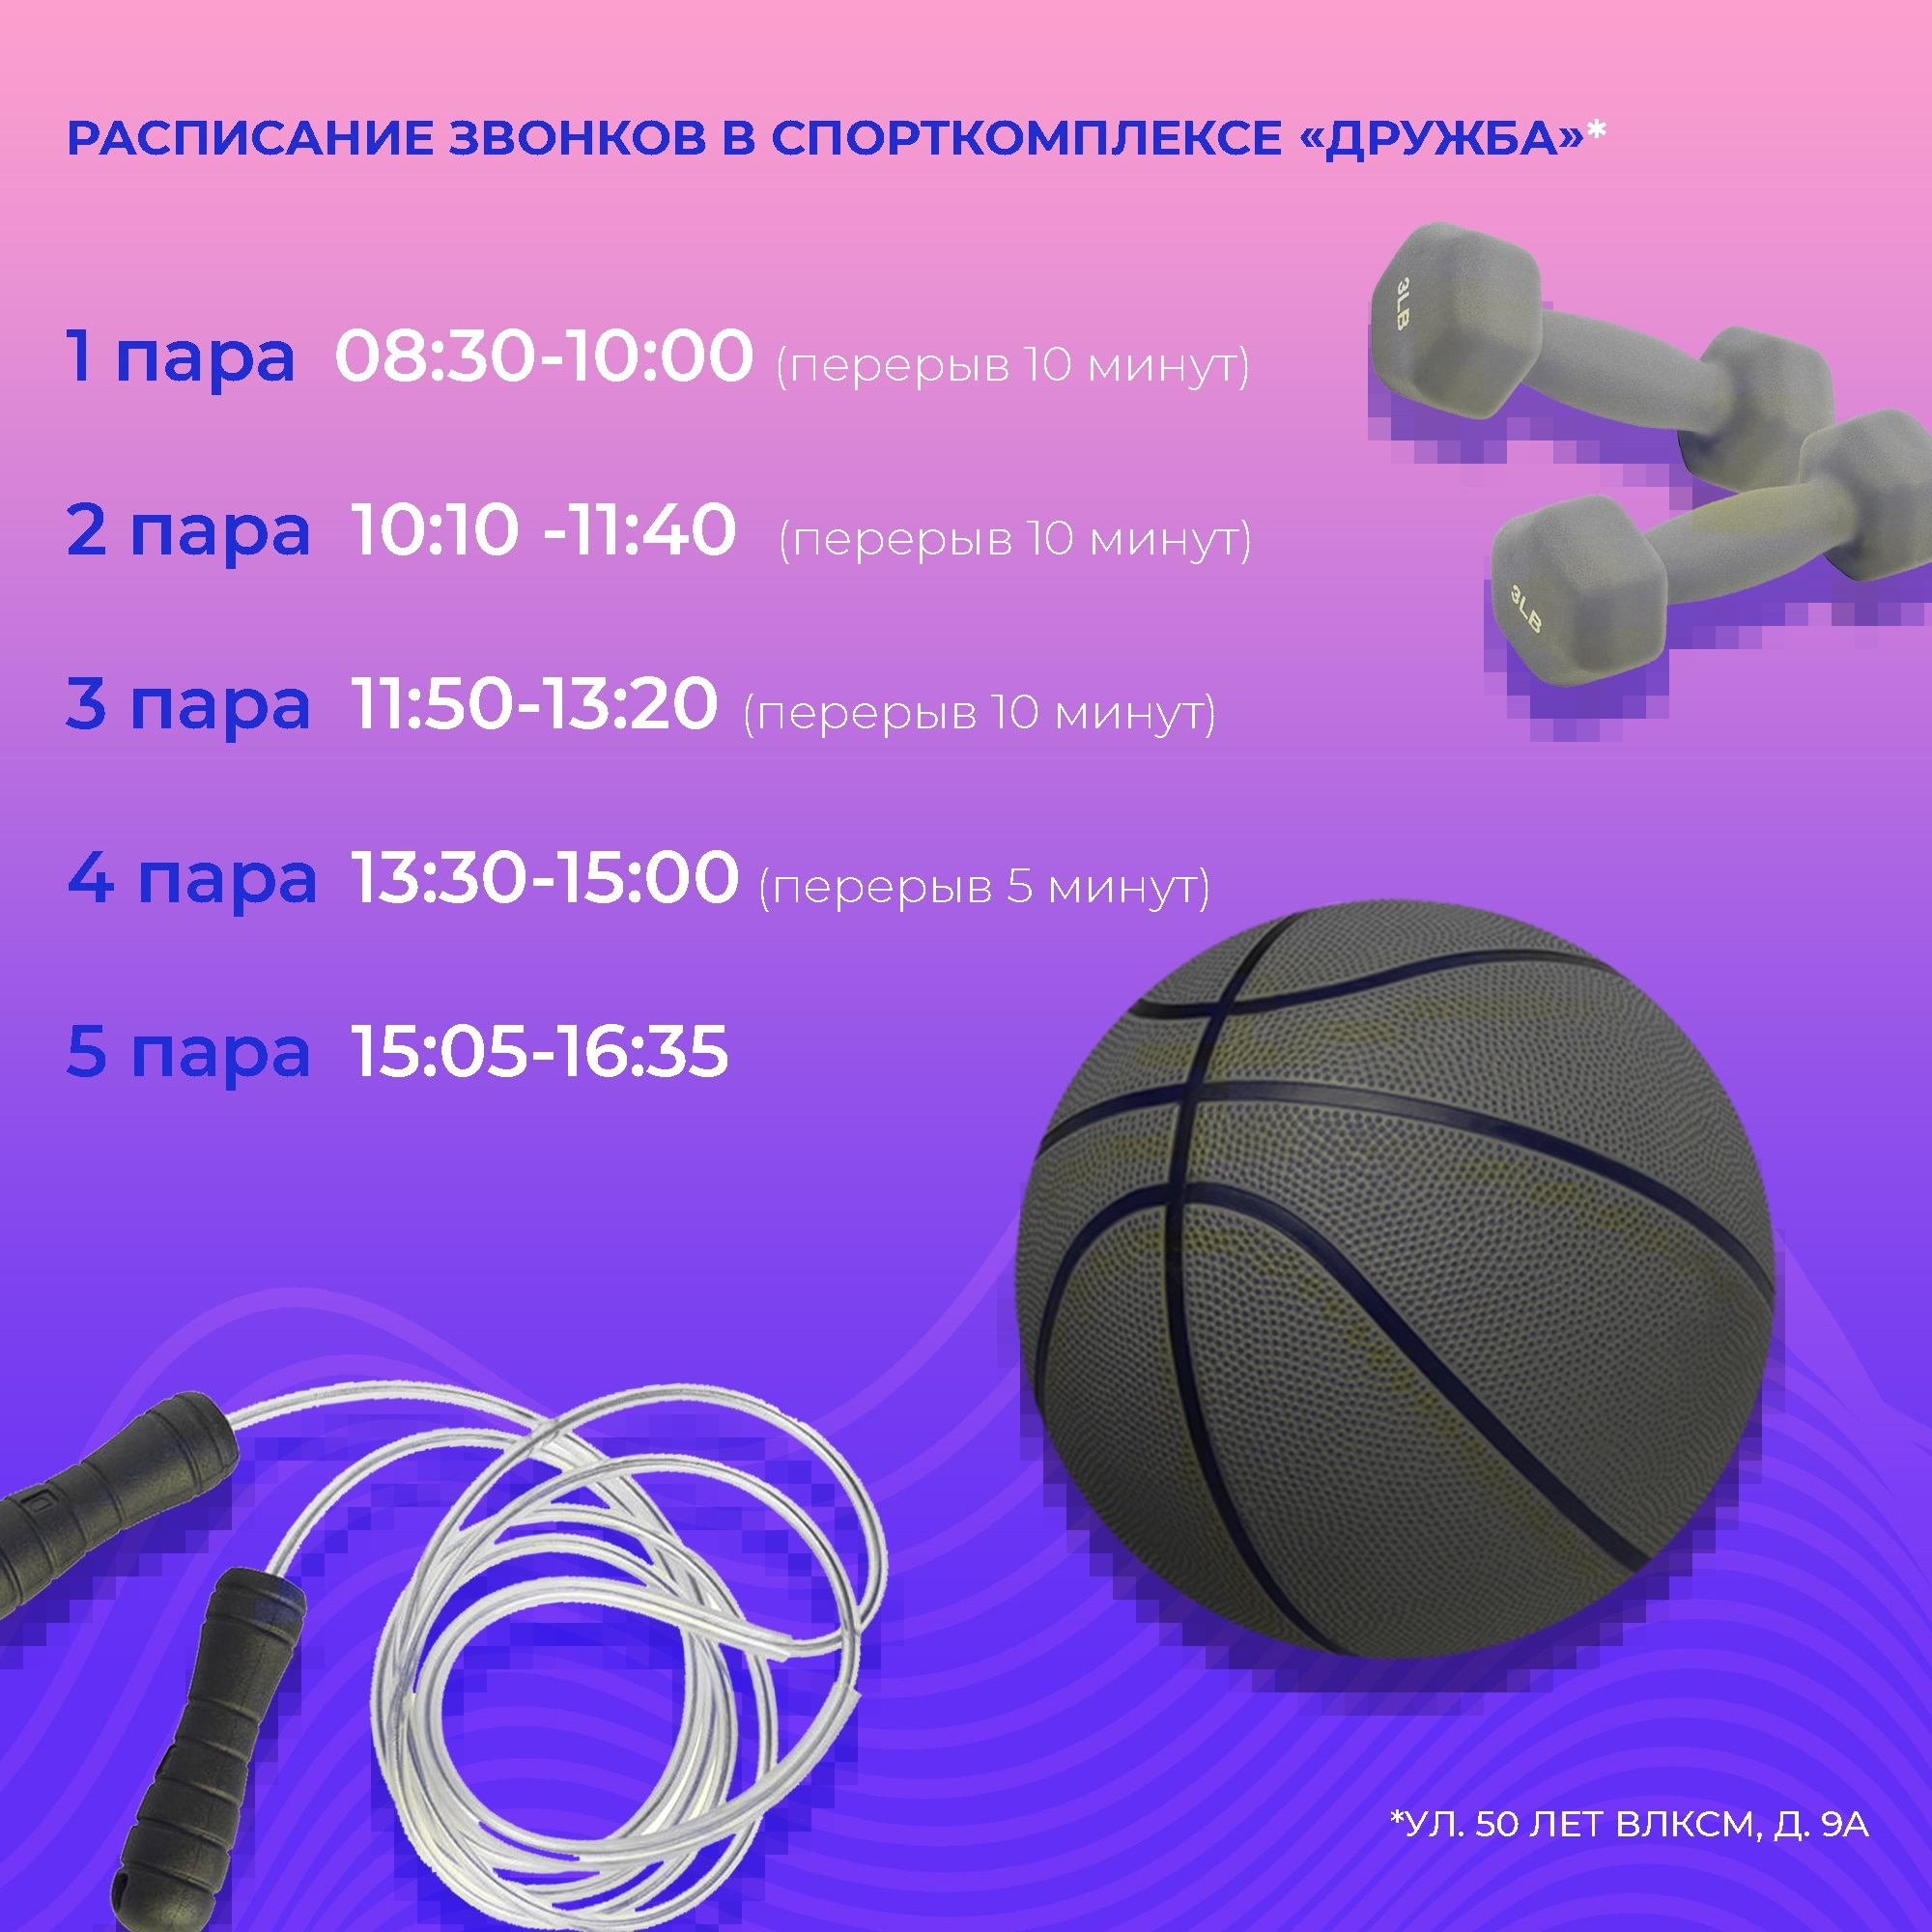 РАСПИСАНИЕ ЗВОНКОВ В СПОРТКОМПЛЕКСЕ «ДРУЖБА»*
1 пара 08:30-10:00 (перерыв 10 минут)
3LB
2 пара 10:10 -11:40 (перерыв 10 минут)
3LB
3 пара 11:50-13:20 (перерыв 10 минут)
4 пара 13:30-15:00 (перерыв 5 минут)
5 пара 15:05-16:35
*УЛ. 50 ЛЕТ ВЛКСМ, Д. 9А